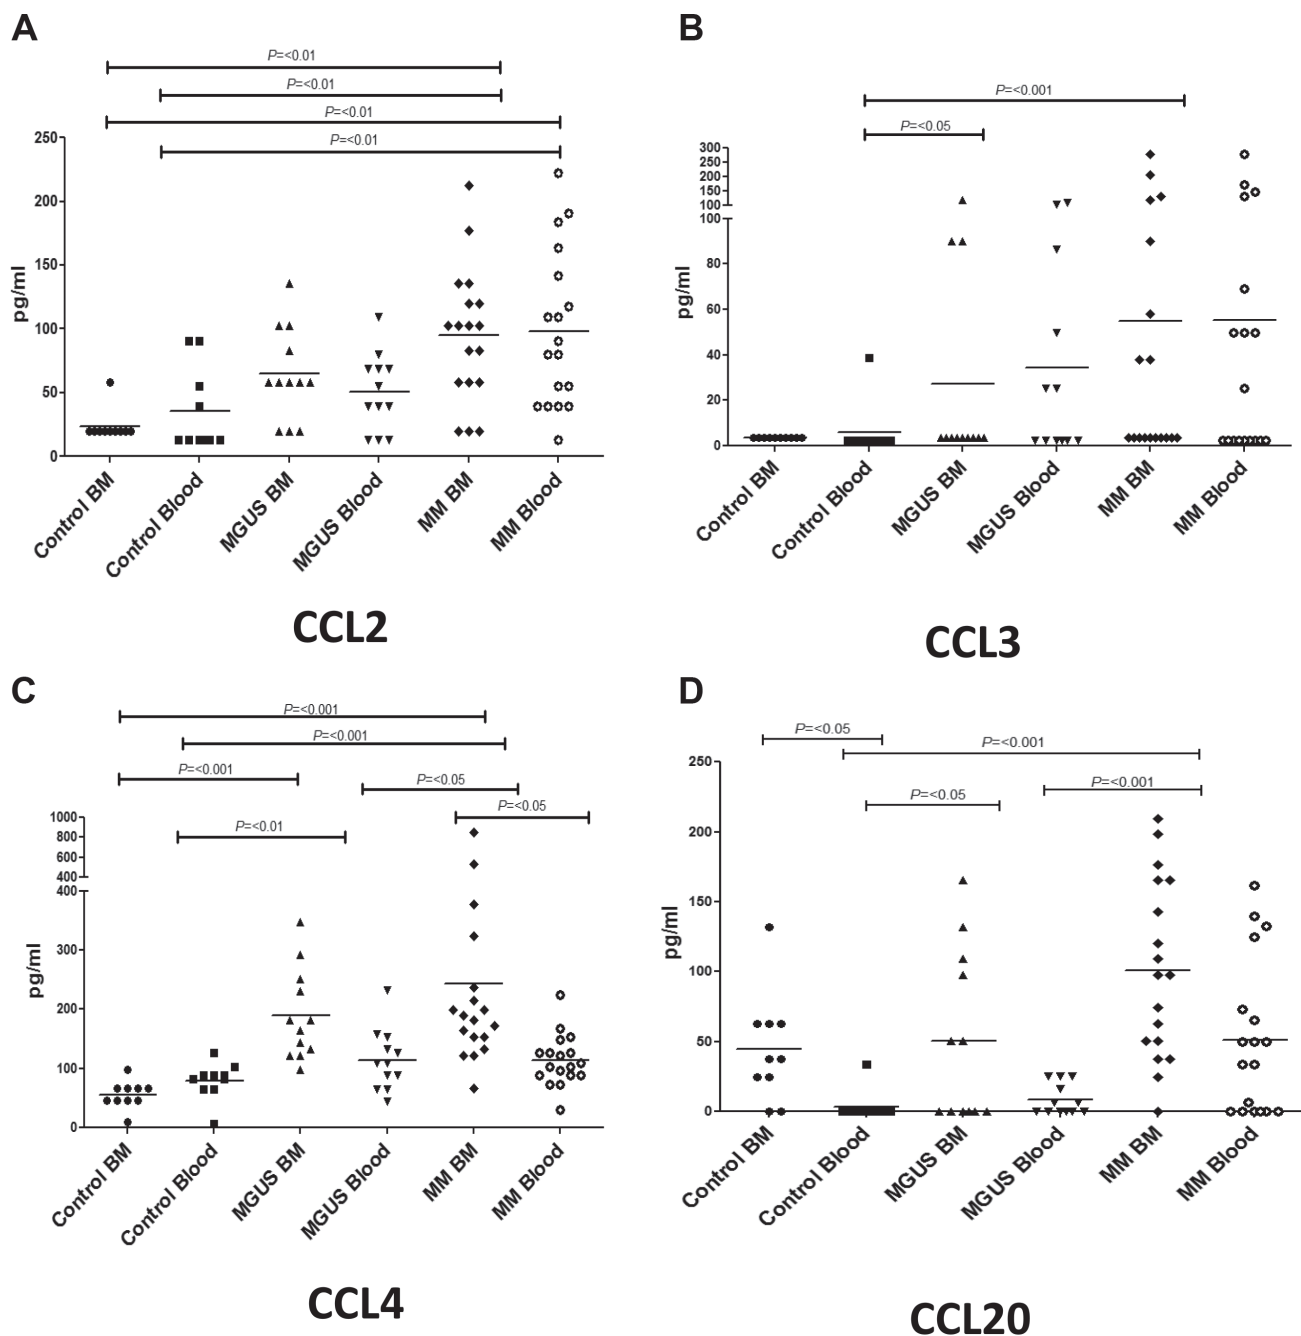 A
P=<0.01
P=<0.01
P=<0.01
P=<0.01
250
200
150
100
50
0
pg/ml
Control BM
Control Blood
MGUS BM
MGUS Blood
MM BM
MM Blood
CCL2
B
P=<0.001
P=<0.05
300
250
200
150
100
100
80
60
40
20
0
pg/ml
Control BM
Control Blood
MGUS BM
MGUS Blood
MM BM
MM Blood
CCL3
C
P=<0.001
P=<0.001
P=<0.001
P=<0.05
P=<0.05
P=<0.01
1000
800
600
400
400
300
200
100
0
pg/ml
Control BM
Control Blood
MGUS BM
MGUS Blood
MM BM
MM Blood
CCL4
D
P=<0.05
P=<0.001
P=<0.001
P=<0.05
250
200
150
100
50
0
pg/ml
Control BM
Control Blood
MGUS BM
MGUS Blood
MM BM
MM Blood
CCL20